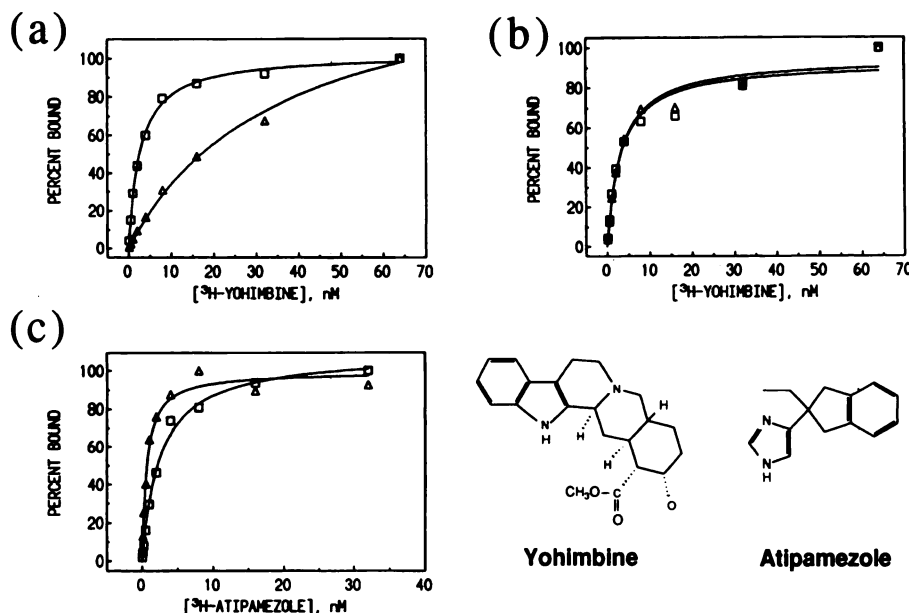 (a)
100
80
60
40
20
0
PERCENT BOUND
0 10 20 30 40 50 60 70
[³H-YOHIMBINE], nM
(b)
100
80
60
40
20
0
PERCENT BOUND
0 10 20 30 40 50 60 70
[³H-YOHIMBINE], nM
(c)
100
80
60
40
20
0
PERCENT BOUND
0 10 20 30 40
[³H-ATIPAMEZOLE], nM
N
NH
H
H
CH₃O-C
O
O
Yohimbine
N
NH
Atipamezole